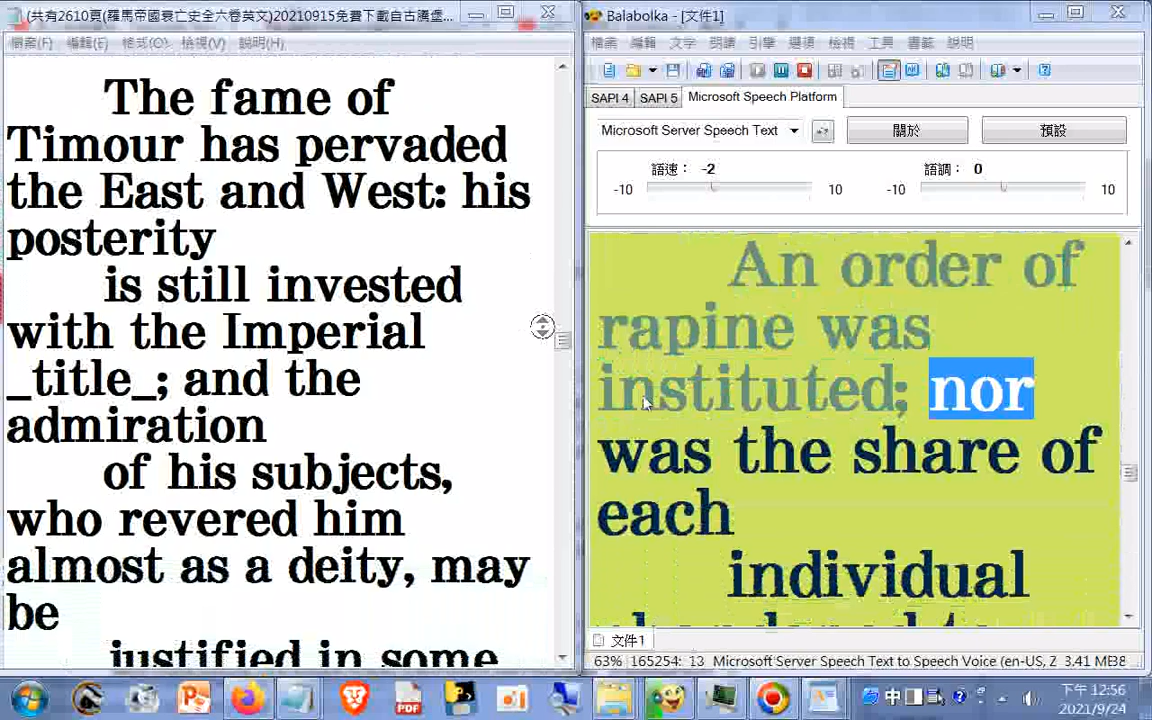 (共有2610頁(羅馬帝國衰亡史全六卷英文)20210915免費下載自古騰堡...
檔案(F) 編輯(E) 格式(O) 檢視(V) 說明(H)
The fame of
Timour has pervaded
the East and West: his
posterity
is still invested
with the Imperial
_title_; and the
admiration
of his subjects,
who revered him
almost as a deity, may
be
justified in some
Balabolka - [文件1]
檔案 編輯 文字 朗讀 引擎 選項 檢視 工具 書籤 說明
SAPI 4 SAPI 5 Microsoft Speech Platform
Microsoft Server Speech Text 關於 預設
語速： -2 語調： 0
-10 10 -10 10
An order of
rapine was
instituted; nor
was the share of
each
individual
文件1
63% 165254: 13 Microsoft Server Speech Text to Speech Voice (en-US, Z 3.41 MB
中 下午 12:56
2021/9/24